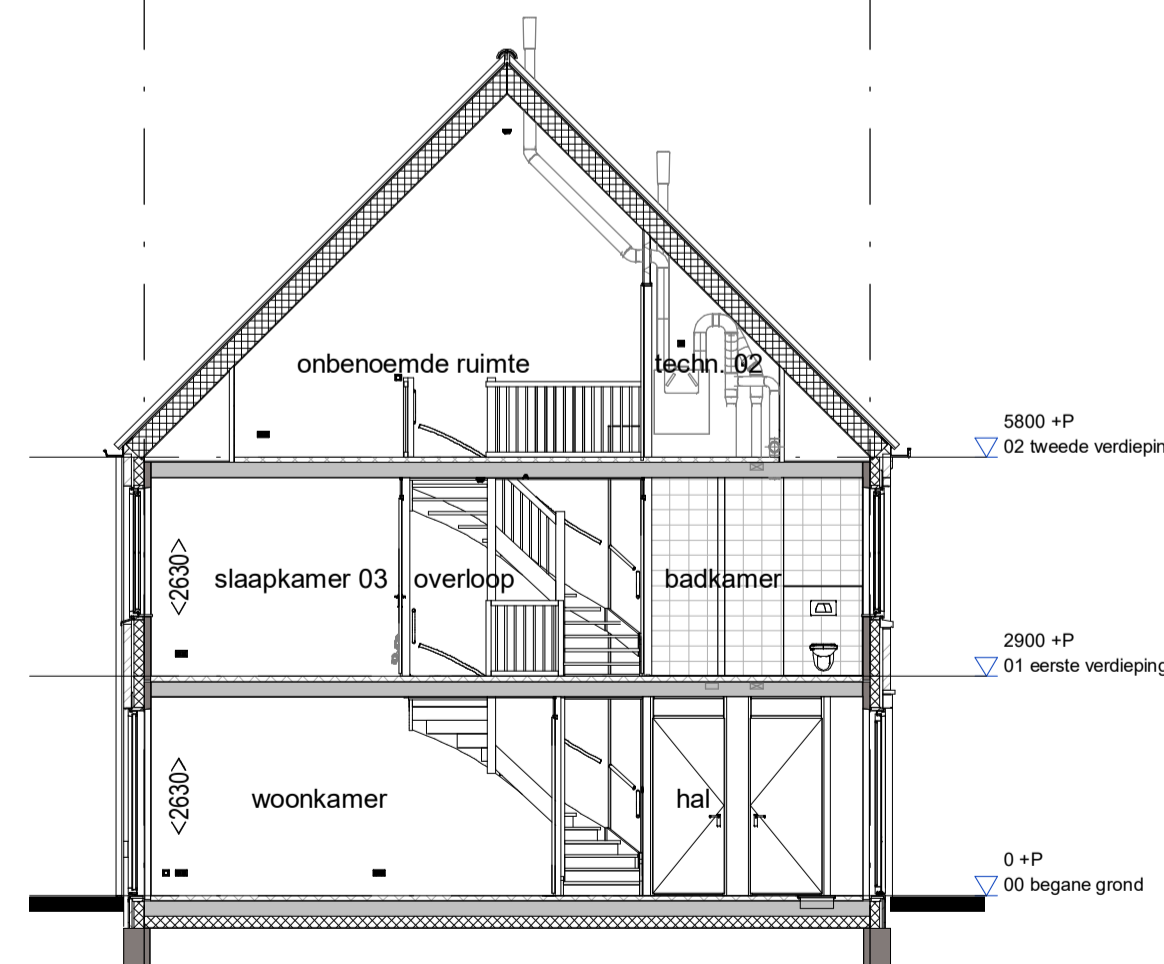 onbenoemde ruimte
techn. 02
5800 +P
02 tweede verdiepin
<2630>
slaapkamer 03
overloop
badkamer
2900 +P
01 eerste verdieping
<2630>
woonkamer
hal
0 +P
00 begane grond